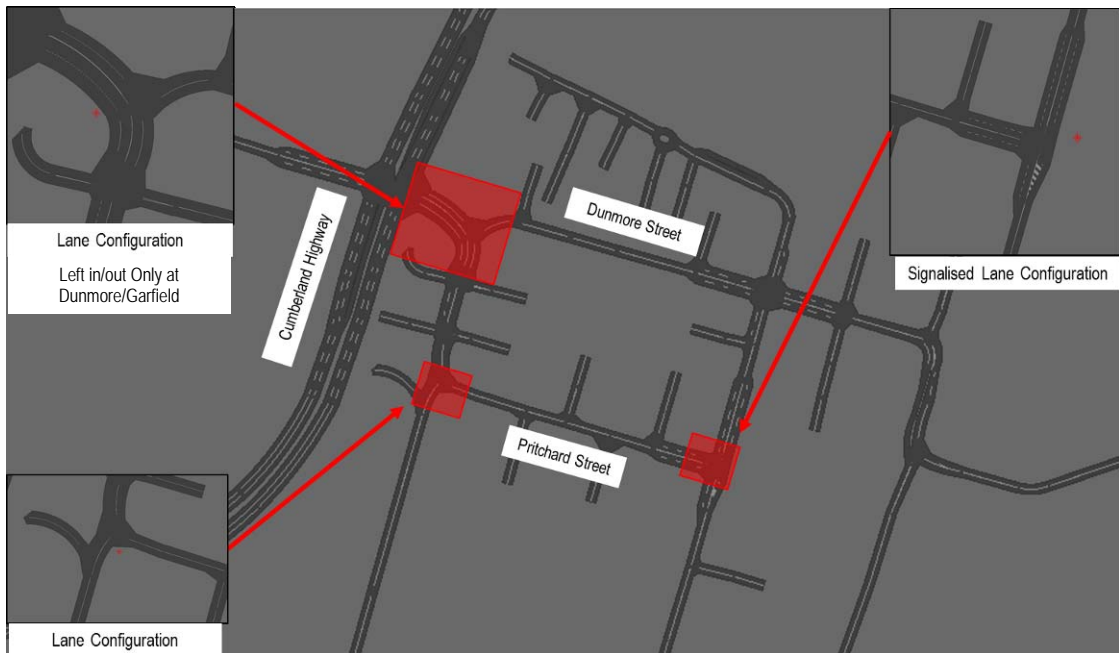 Lane Configuration
Left in/out Only at
Dunmore/Garfield
Cumberland Highway
Dunmore Street
Signalised Lane Configuration
Pritchard Street
Lane Configuration